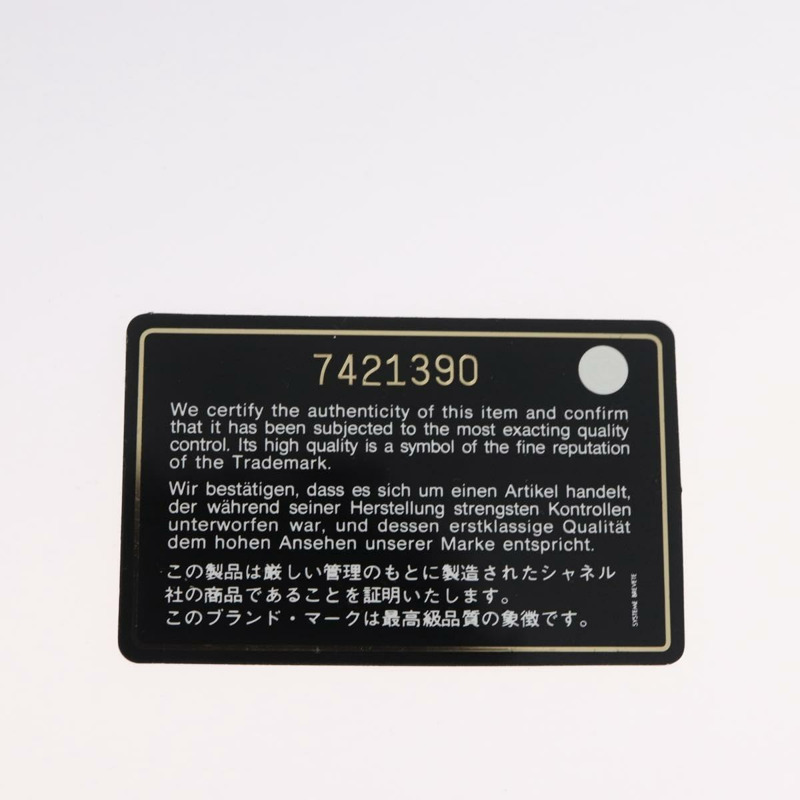 7421390
We certify the authenticity of this item and confirm
that it has been subjected to the most exacting quality
control. Its high quality is a symbol of the fine reputation
of the Trademark.
Wir bestätigen, dass es sich um einen Artikel handelt,
der während seiner Herstellung strengsten Kontrollen
unterworfen war, und dessen erstklassige Qualität
dem hohen Ansehen unserer Marke entspricht.
この製品は厳しい管理のもとに製造されたシャネル
社の商品であることを証明いたします。
このブランド・マークは最高級品質の象徴です。
SYSTEME BREVETE